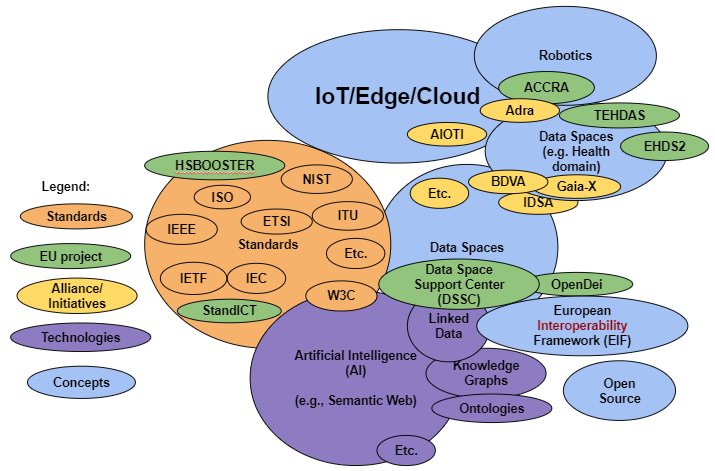 Robotics
IoT/Edge/Cloud
ACCRA
Adra
TEHDAS
AIOTI
Data Spaces
(e.g. Health
domain)
EHDS2
HSBOOSTER
NIST
BDVA
Gaia-X
Etc.
IDSA
Legend:
ISO
Standards
IEEE
ETSI
ITU
Standards
Data Spaces
Etc.
EU project
IETF
IEC
Data Space
Support Center
(DSSC)
OpenDei
Alliance/
Initiatives
W3C
StandICT
Linked
Data
European
Interoperability
Framework (EIF)
Technologies
Artificial Intelligence
(AI)
(e.g., Semantic Web)
Knowledge
Graphs
Concepts
Open
Source
Ontologies
Etc.